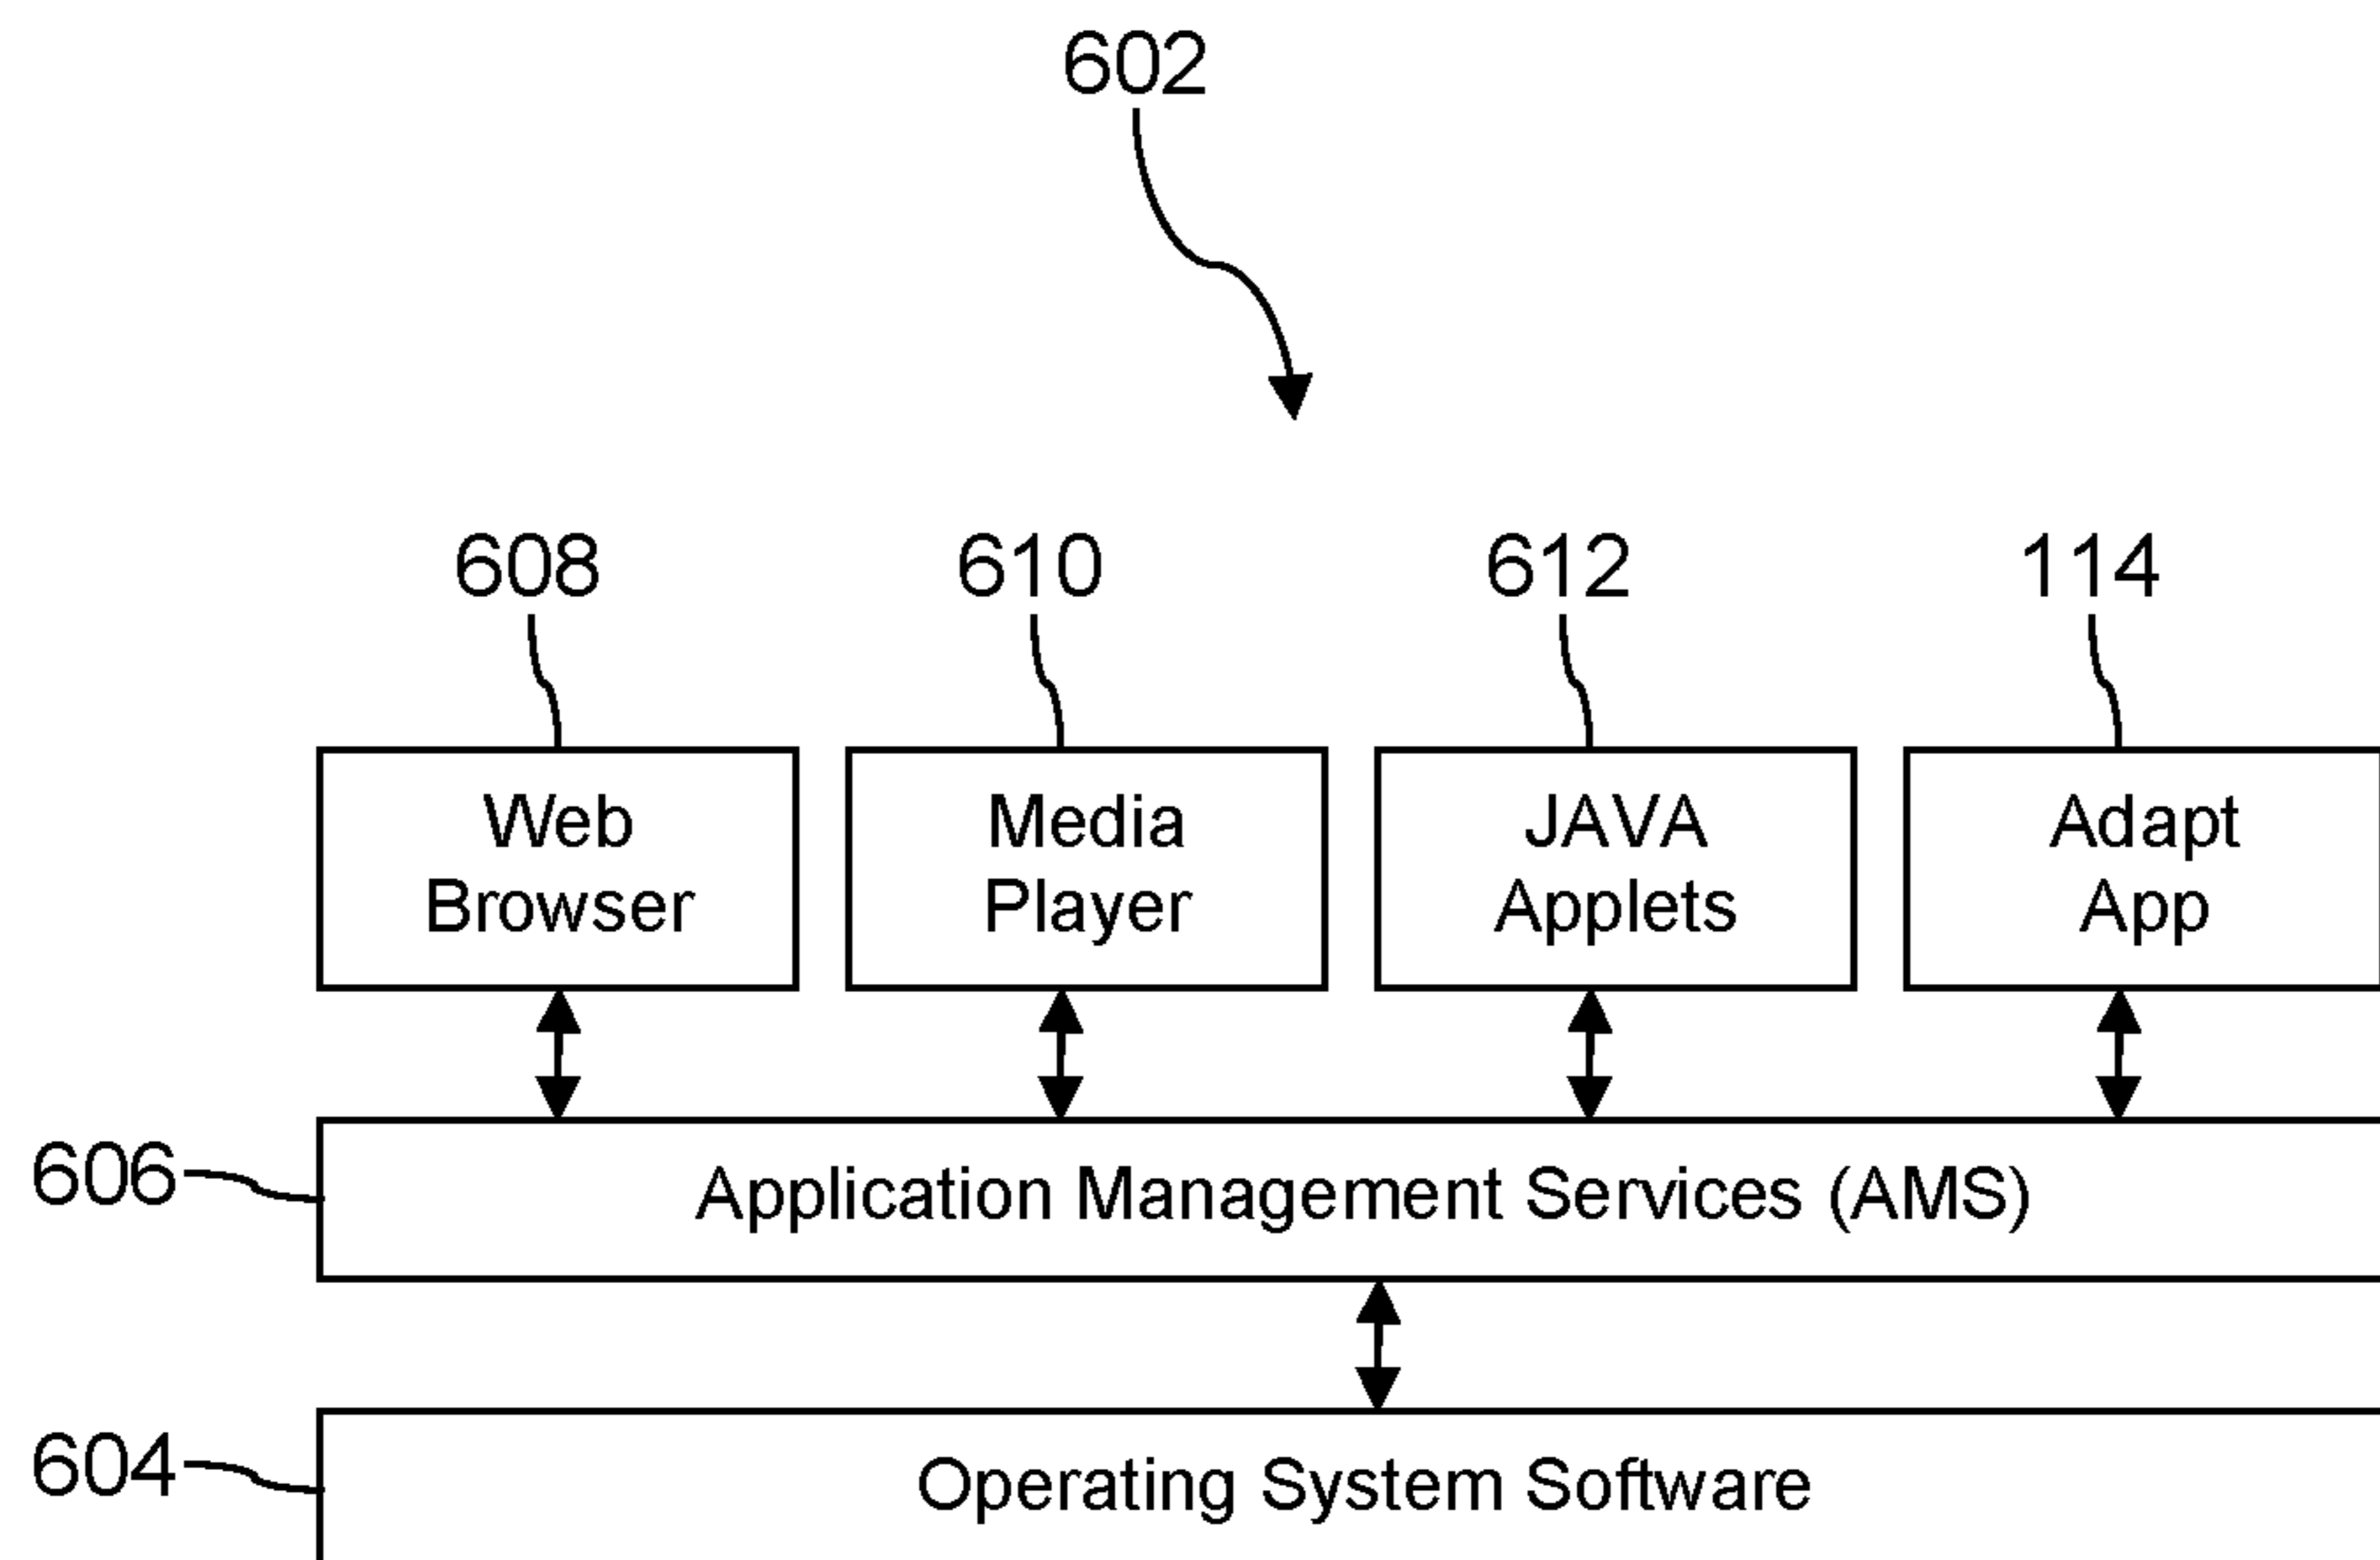 602
608
610
612
114
Web
Browser
Media
Player
JAVA
Applets
Adapt
App
606
Application Management Services (AMS)
604
Operating System Software